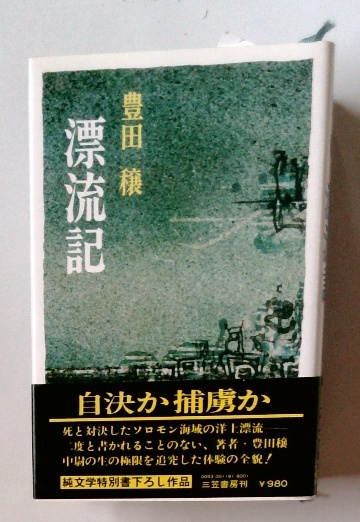 豊田 穣
漂流記
自決か捕虜か
死と対決したソロモン海域の洋上漂流――
二度と書かれることのない、著者・豊田穣
中尉の生の極限を追究した体験の全貌!
純文学特別書下ろし作品
三笠書房刊
¥980